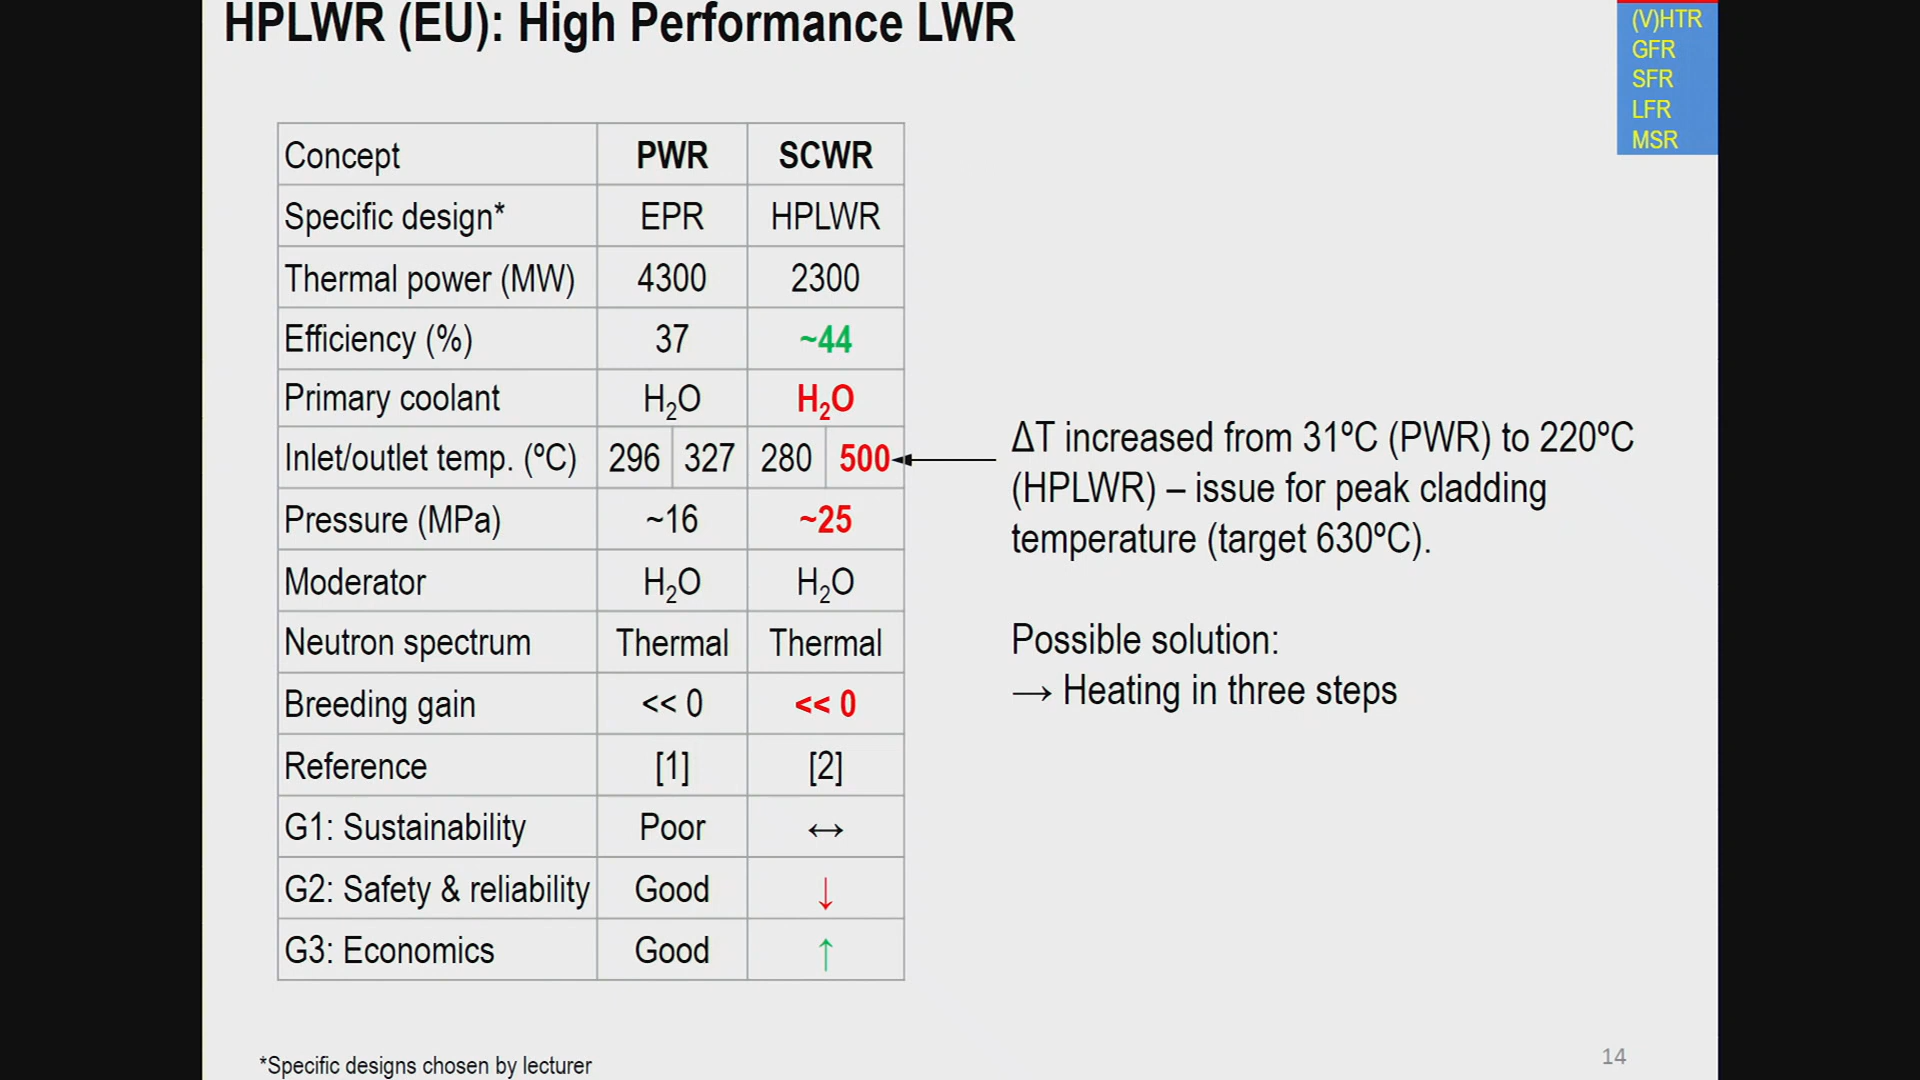 HPLWR (EU): High Performance LWR
(V)HTR
GFR
SFR
LFR
MSR
Concept PWR SCWR
Specific design* EPR HPLWR
Thermal power (MW) 4300 2300
Efficiency (%) 37 ~44
Primary coolant H₂O H₂O
Inlet/outlet temp. (ºC) 296 327 280 500
Pressure (MPa) ~16 ~25
Moderator H₂O H₂O
Neutron spectrum Thermal Thermal
Breeding gain << 0 << 0
Reference [1] [2]
G1: Sustainability Poor ↔
G2: Safety & reliability Good ↓
G3: Economics Good ↑
ΔT increased from 31ºC (PWR) to 220ºC
(HPLWR) – issue for peak cladding
temperature (target 630ºC).
Possible solution:
→ Heating in three steps
*Specific designs chosen by lecturer
14